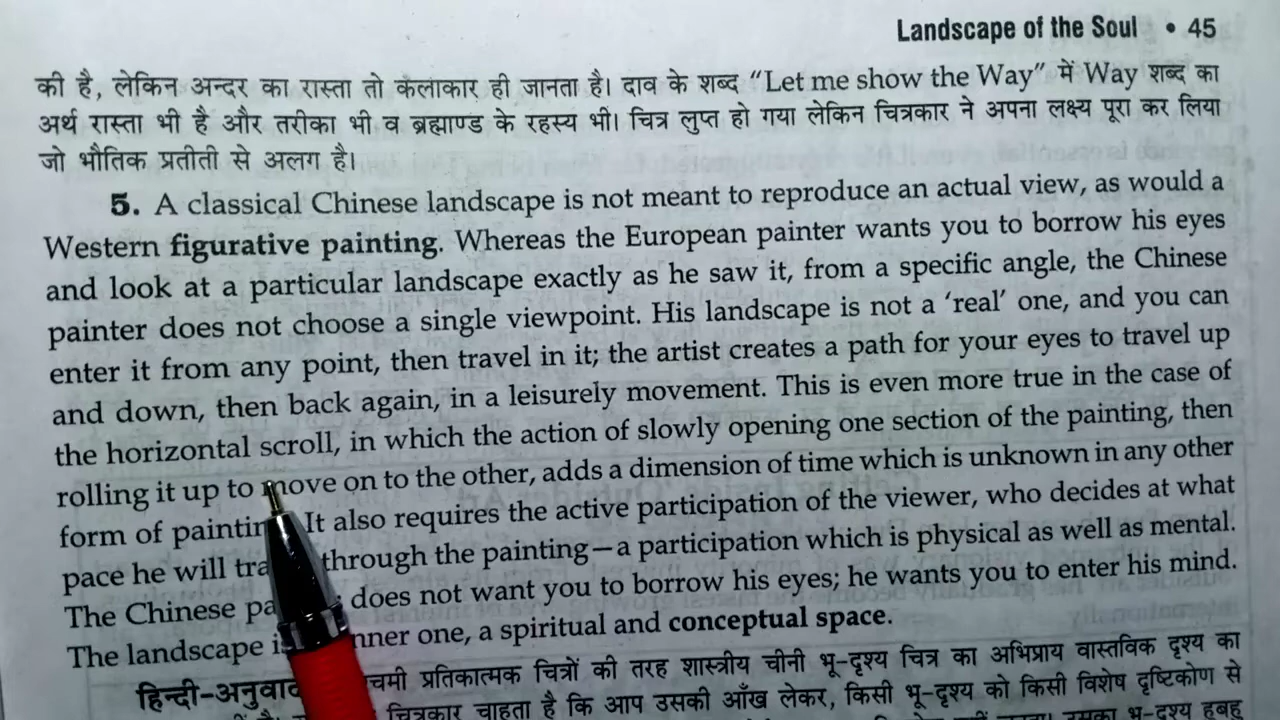 Landscape of the Soul • 45
की है, लेकिन अन्दर का रास्ता तो कलाकार ही जानता है। दाव के शब्द “Let me show the Way” में Way शब्द का
अर्थ रास्ता भी है और तरीका भी व ब्रह्माण्ड के रहस्य भी। चित्र लुप्त हो गया लेकिन चित्रकार ने अपना लक्ष्य पूरा कर लिया
जो भौतिक प्रतीती से अलग है।
5. A classical Chinese landscape is not meant to reproduce an actual view, as would a
Western figurative painting. Whereas the European painter wants you to borrow his eyes
and look at a particular landscape exactly as he saw it, from a specific angle, the Chinese
painter does not choose a single viewpoint. His landscape is not a ‘real’ one, and you can
enter it from any point, then travel in it; the artist creates a path for your eyes to travel up
and down, then back again, in a leisurely movement. This is even more true in the case of
the horizontal scroll, in which the action of slowly opening one section of the painting, then
rolling it up to move on to the other, adds a dimension of time which is unknown in any other
form of It also requires the active participation of the viewer, who decides at what
pace he will through the painting—a participation which is physical as well as mental.
The Chinese does not want you to borrow his eyes; he wants you to enter his mind.
The landscape one, a spiritual and conceptual space.
हिन्दी-अनुवाद प्रतिकात्मक चित्रों की तरह शास्त्रीय चीनी भू-दृश्य चित्र का अभिप्राय वास्तविक दृश्य का
चित्रकार चाहता है कि आप उसकी आँख लेकर, किसी भू-दृश्य को किसी विशेष दृष्टिकोण से